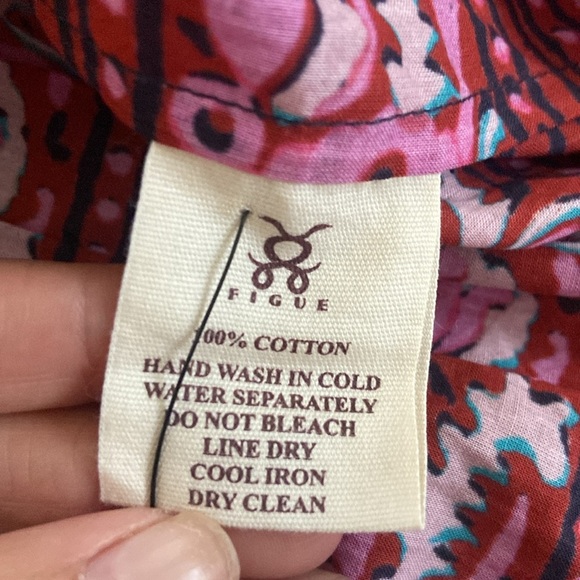 FIGUE
100% COTTON
HAND WASH IN COLD
WATER SEPARATELY
DO NOT BLEACH
LINE DRY
COOL IRON
DRY CLEAN